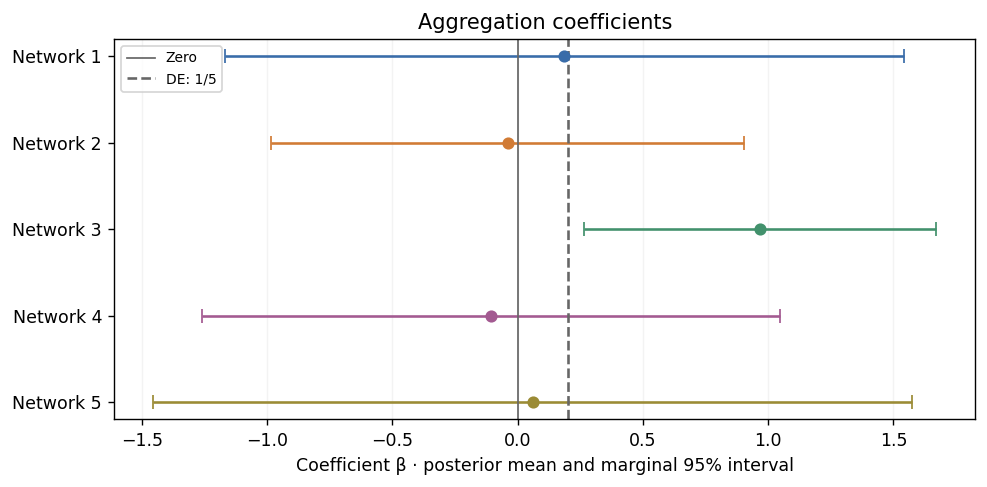 Aggregation coefficients
Zero
DE: 1/5
Network 1
Network 2
Network 3
Network 4
Network 5
−1.5 −1.0 −0.5 0.0 0.5 1.0 1.5
Coefficient β · posterior mean and marginal 95% interval